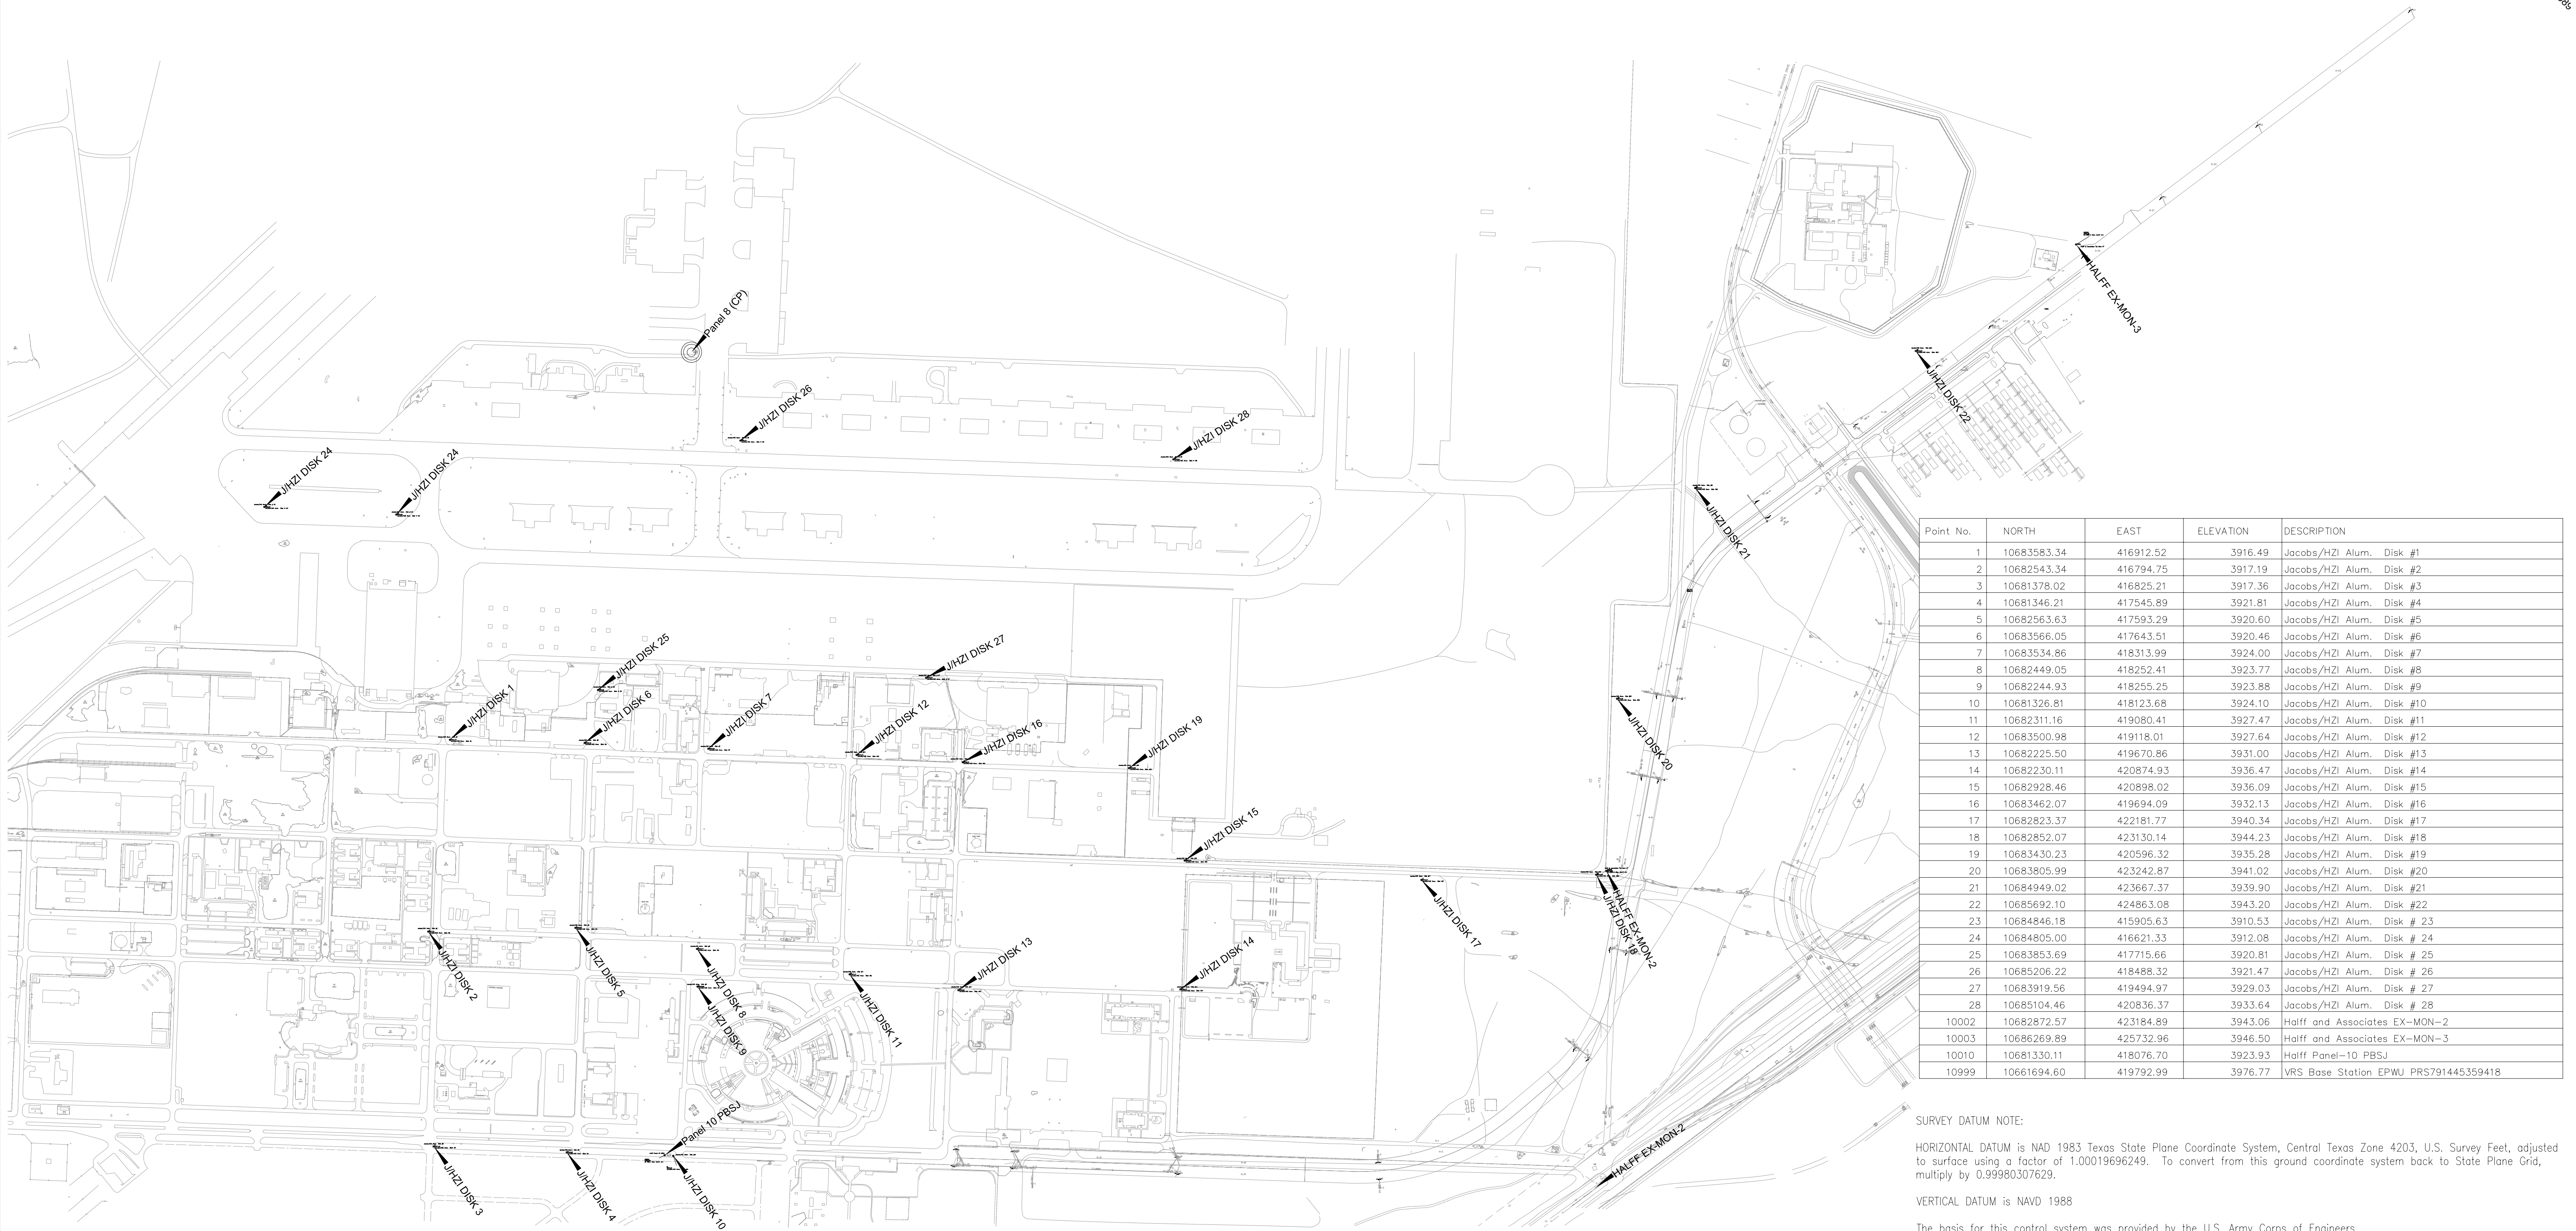 Panel 8 (CP)
HALFF EX-MON-3
J/HZI DISK 26
J/HZI DISK 28
J/HZI DISK 22
J/HZI DISK 24
J/HZI DISK 24
J/HZI DISK 21
J/HZI DISK 25
J/HZI DISK 27
J/HZI DISK 1
J/HZI DISK 6
J/HZI DISK 7
J/HZI DISK 12
J/HZI DISK 16
J/HZI DISK 19
J/HZI DISK 20
J/HZI DISK 15
HALFF EX-MON-2
J/HZI DISK 18
J/HZI DISK 17
J/HZI DISK 2
J/HZI DISK 5
J/HZI DISK 8
J/HZI DISK 9
J/HZI DISK 11
J/HZI DISK 13
J/HZI DISK 14
Panel 10 PBSJ
HALFF EX-MON-2
J/HZI DISK 3
J/HZI DISK 4
J/HZI DISK 10
Point No. NORTH EAST ELEVATION DESCRIPTION
1 10683583.34 416912.52 3916.49 Jacobs/HZI Alum. Disk #1
2 10682543.34 416794.75 3917.19 Jacobs/HZI Alum. Disk #2
3 10681378.02 416825.21 3917.36 Jacobs/HZI Alum. Disk #3
4 10681346.21 417545.89 3921.81 Jacobs/HZI Alum. Disk #4
5 10682563.63 417593.29 3920.60 Jacobs/HZI Alum. Disk #5
6 10683566.05 417643.51 3920.46 Jacobs/HZI Alum. Disk #6
7 10683534.86 418313.99 3924.00 Jacobs/HZI Alum. Disk #7
8 10682449.05 418252.41 3923.77 Jacobs/HZI Alum. Disk #8
9 10682244.93 418255.25 3923.88 Jacobs/HZI Alum. Disk #9
10 10681326.81 418123.68 3924.10 Jacobs/HZI Alum. Disk #10
11 10682311.16 419080.41 3927.47 Jacobs/HZI Alum. Disk #11
12 10683500.98 419118.01 3927.64 Jacobs/HZI Alum. Disk #12
13 10682225.50 419670.86 3931.00 Jacobs/HZI Alum. Disk #13
14 10682230.11 420874.93 3936.47 Jacobs/HZI Alum. Disk #14
15 10682928.46 420898.02 3936.09 Jacobs/HZI Alum. Disk #15
16 10683462.07 419694.09 3932.13 Jacobs/HZI Alum. Disk #16
17 10682823.37 422181.77 3940.34 Jacobs/HZI Alum. Disk #17
18 10682852.07 423130.14 3944.23 Jacobs/HZI Alum. Disk #18
19 10683430.23 420596.32 3935.28 Jacobs/HZI Alum. Disk #19
20 10683805.99 423242.87 3941.02 Jacobs/HZI Alum. Disk #20
21 10684949.02 423667.37 3939.90 Jacobs/HZI Alum. Disk #21
22 10685692.10 424863.08 3943.20 Jacobs/HZI Alum. Disk #22
23 10684846.18 415905.63 3910.53 Jacobs/HZI Alum. Disk # 23
24 10684805.00 416621.33 3912.08 Jacobs/HZI Alum. Disk # 24
25 10683853.69 417715.66 3920.81 Jacobs/HZI Alum. Disk # 25
26 10685206.22 418488.32 3921.47 Jacobs/HZI Alum. Disk # 26
27 10683919.56 419494.97 3929.03 Jacobs/HZI Alum. Disk # 27
28 10685104.46 420836.37 3933.64 Jacobs/HZI Alum. Disk # 28
10002 10682872.57 423184.89 3943.06 Halff and Associates EX-MON-2
10003 10686269.89 425732.96 3946.50 Halff and Associates EX-MON-3
10010 10681330.11 418076.70 3923.93 Halff Panel-10 PBSJ
10999 10661694.60 419792.99 3976.77 VRS Base Station EPWU PRS791445359418
SURVEY DATUM NOTE:
HORIZONTAL DATUM is NAD 1983 Texas State Plane Coordinate System, Central Texas Zone 4203, U.S. Survey Feet, adjusted
to surface using a factor of 1.00019696249. To convert from this ground coordinate system back to State Plane Grid,
multiply by 0.99980307629.
VERTICAL DATUM is NAVD 1988
The basis for this control system was provided by the U.S. Army Corps of Engineers